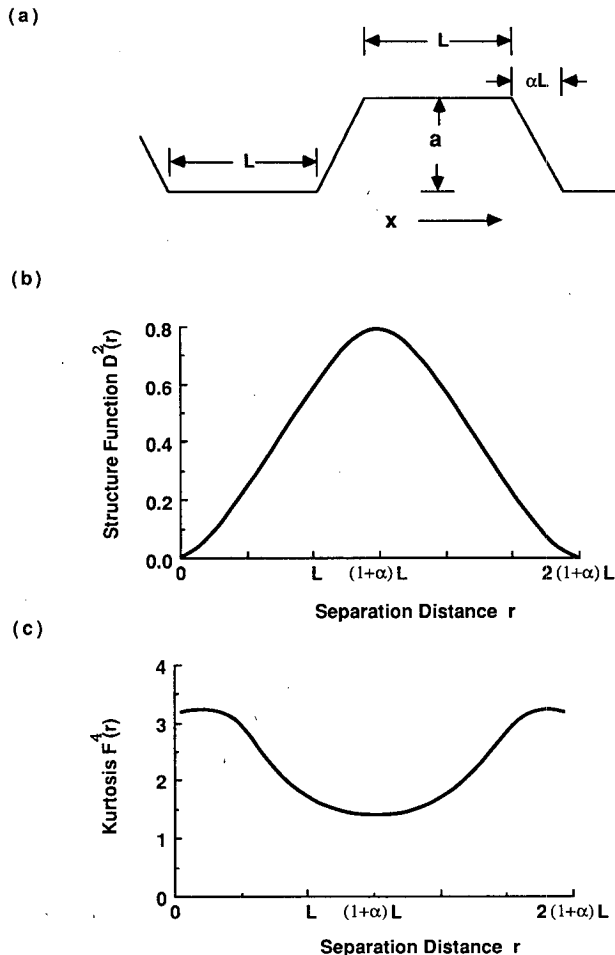 (a)
L
αL
L
a
x
(b)
Structure Function D²(r)
0.8
0.6
0.4
0.2
0.0
0 L (1+α)L 2(1+α)L
Separation Distance r
(c)
Kurtosis F⁴(r)
4
3
2
1
0
0 L (1+α)L 2(1+α)L
Separation Distance r